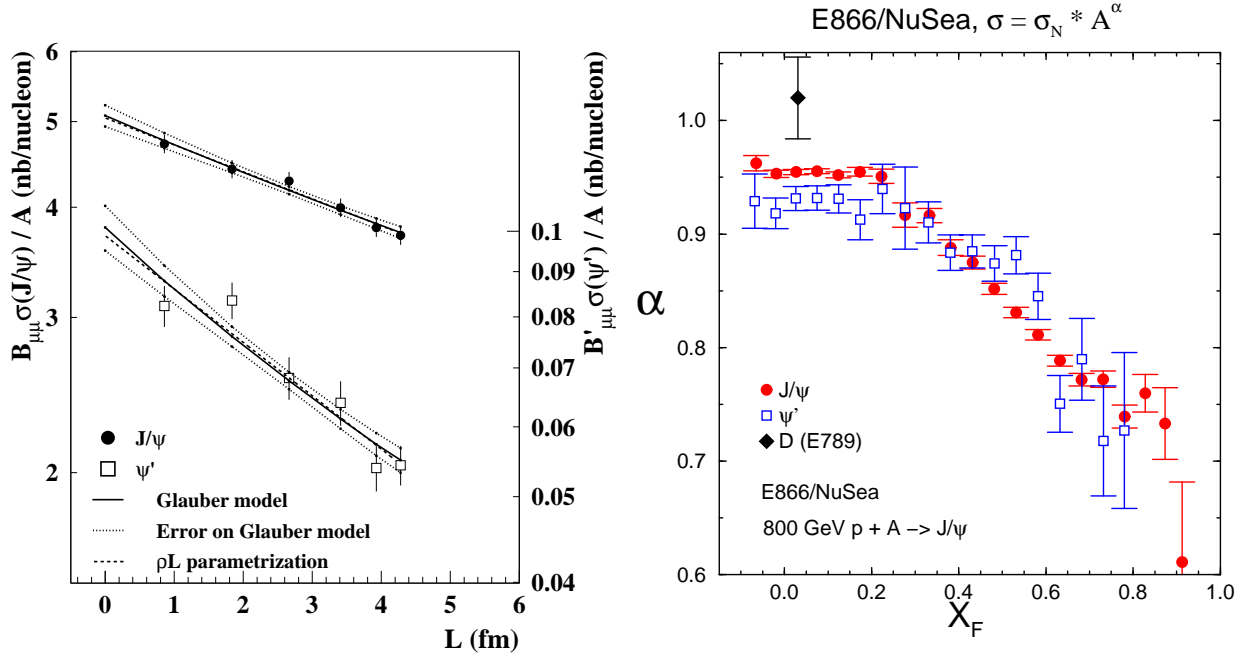 B_μμσ(J/ψ) / A (nb/nucleon)
6
5
4
3
2
J/ψ
ψ'
Glauber model
Error on Glauber model
ρL parametrization
0 1 2 3 4 5 6
L (fm)
B'_μμσ(ψ') / A (nb/nucleon)
0.1
0.09
0.08
0.07
0.06
0.05
0.04
E866/NuSea, σ = σ_N * A^α
α
1.0
0.9
0.8
0.7
0.6
J/ψ
ψ'
D (E789)
E866/NuSea
800 GeV p + A −> J/ψ
0.0 0.2 0.4 0.6 0.8 1.0
X_F